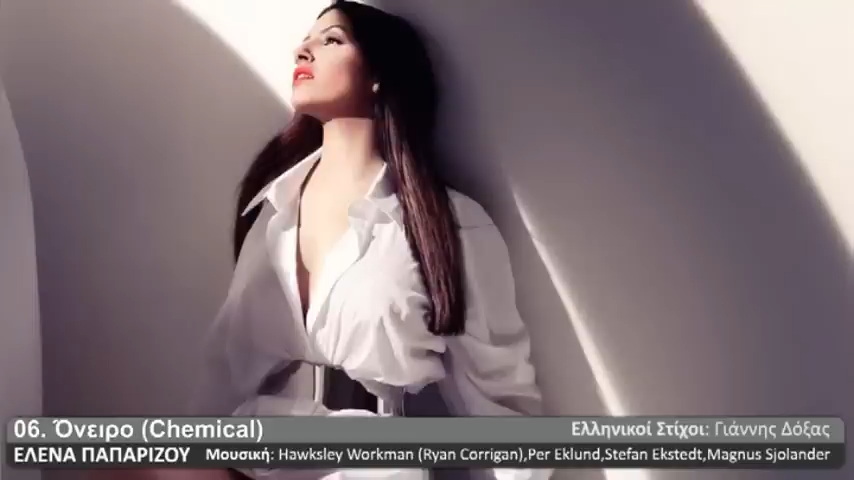 06. Όνειρο (Chemical) Ελληνικοί Στίχοι: Γιάννης Δόξας
ΕΛΕΝΑ ΠΑΠΑΡΙΖΟΥ Μουσική: Hawksley Workman (Ryan Corrigan),Per Eklund,Stefan Ekstedt,Magnus Sjolander